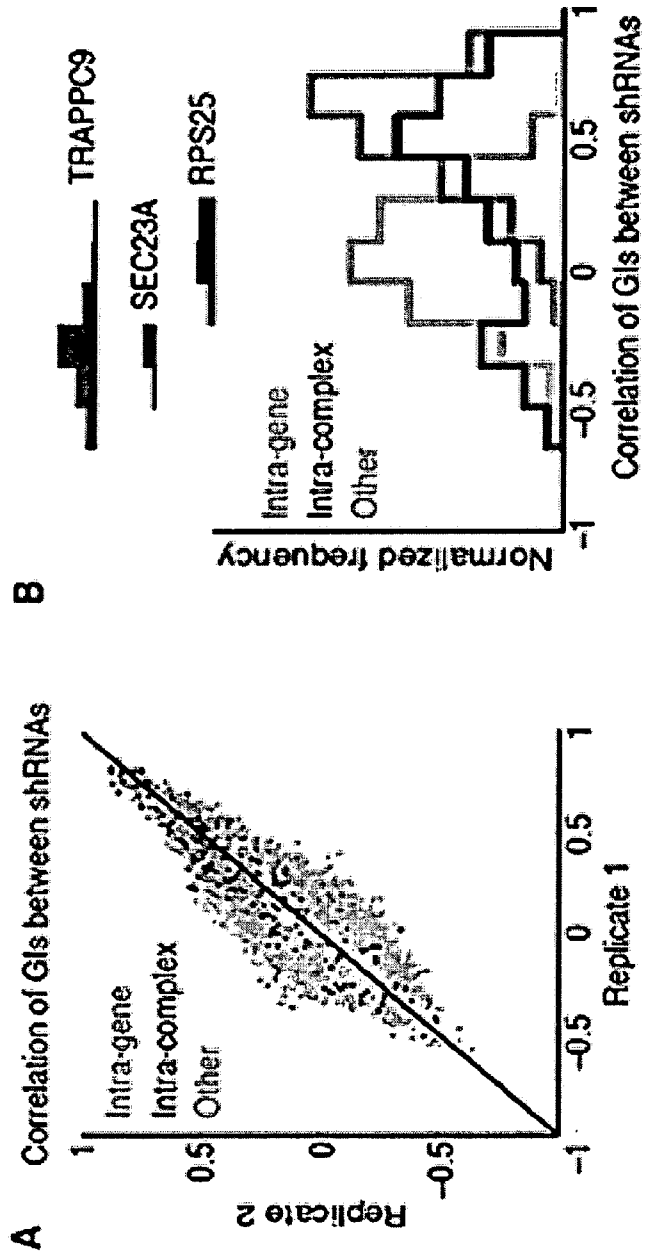 A
Correlation of GIs between shRNAs
Intra-gene
Intra-complex
Other
1
0.5
0
-0.5
Replicate 2
-1
-0.5
0
0.5
1
Replicate 1
B
TRAPPC9
SEC23A
RPS25
Intra-gene
Intra-complex
Other
Normalized frequency
-1
-0.5
0
0.5
1
Correlation of GIs between shRNAs